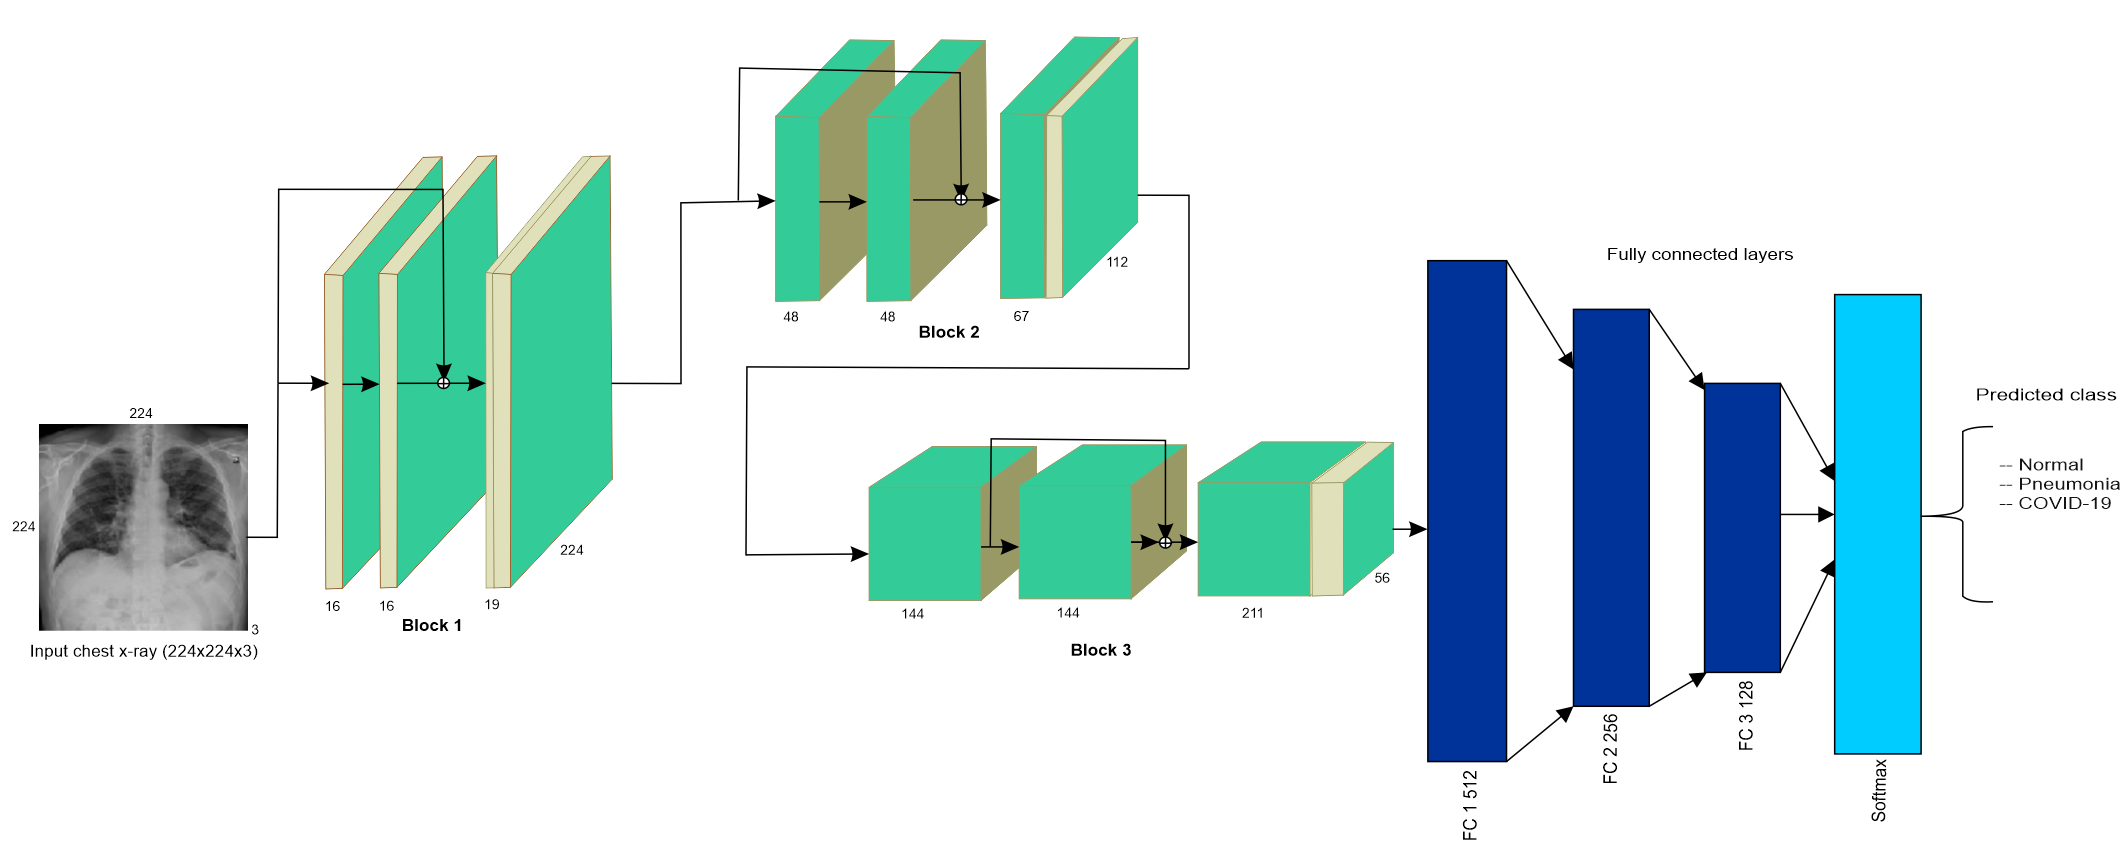 224
224
3
Input chest x-ray (224x224x3)
16
16
19
224
Block 1
48
48
67
112
Block 2
144
144
211
56
Block 3
Fully connected layers
FC 1 512
FC 2 256
FC 3 128
Softmax
Predicted class
-- Normal
-- Pneumonia
-- COVID-19